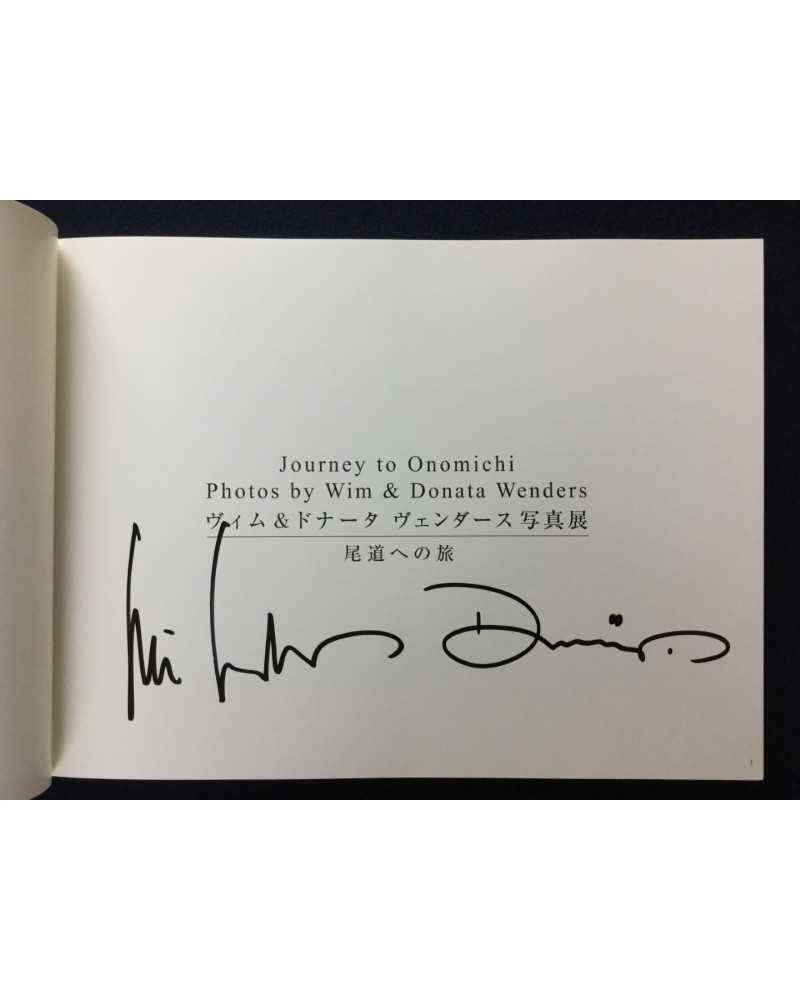 Journey to Onomichi
Photos by Wim & Donata Wenders
ヴィム＆ドナータ ヴェンダース写真展
尾道への旅
1